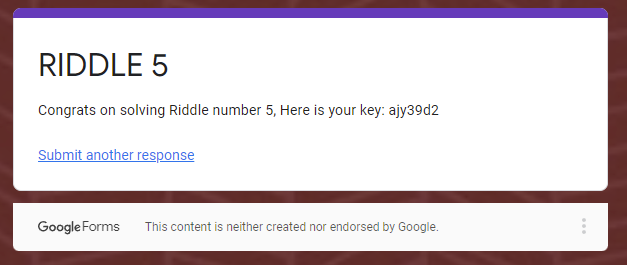 RIDDLE 5
Congrats on solving Riddle number 5, Here is your key: ajy39d2
Submit another response
Google Forms This content is neither created nor endorsed by Google.